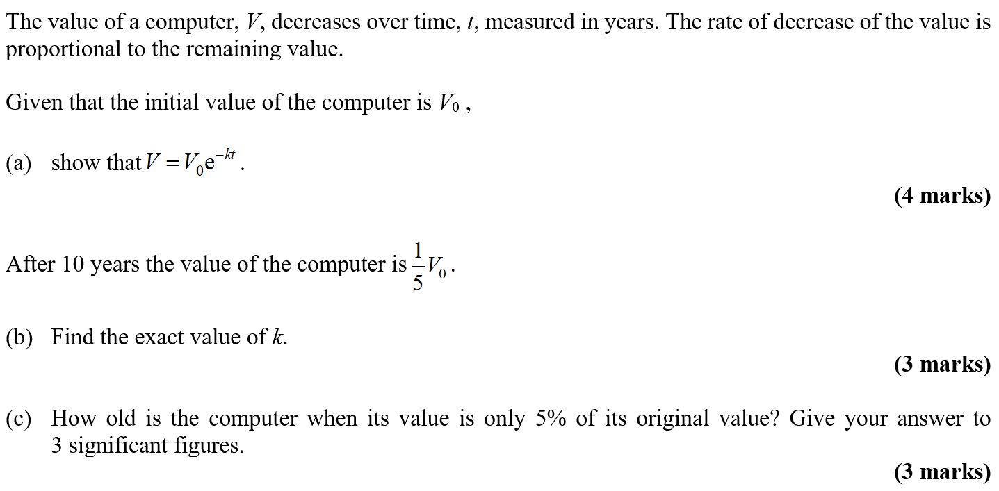 The value of a computer, V, decreases over time, t, measured in years. The rate of decrease of the value is
proportional to the remaining value.
Given that the initial value of the computer is V₀ ,
(a) show that V = V₀e⁻ᵏᵗ .
(4 marks)
After 10 years the value of the computer is 1/5 V₀ .
(b) Find the exact value of k.
(3 marks)
(c) How old is the computer when its value is only 5% of its original value? Give your answer to
3 significant figures.
(3 marks)